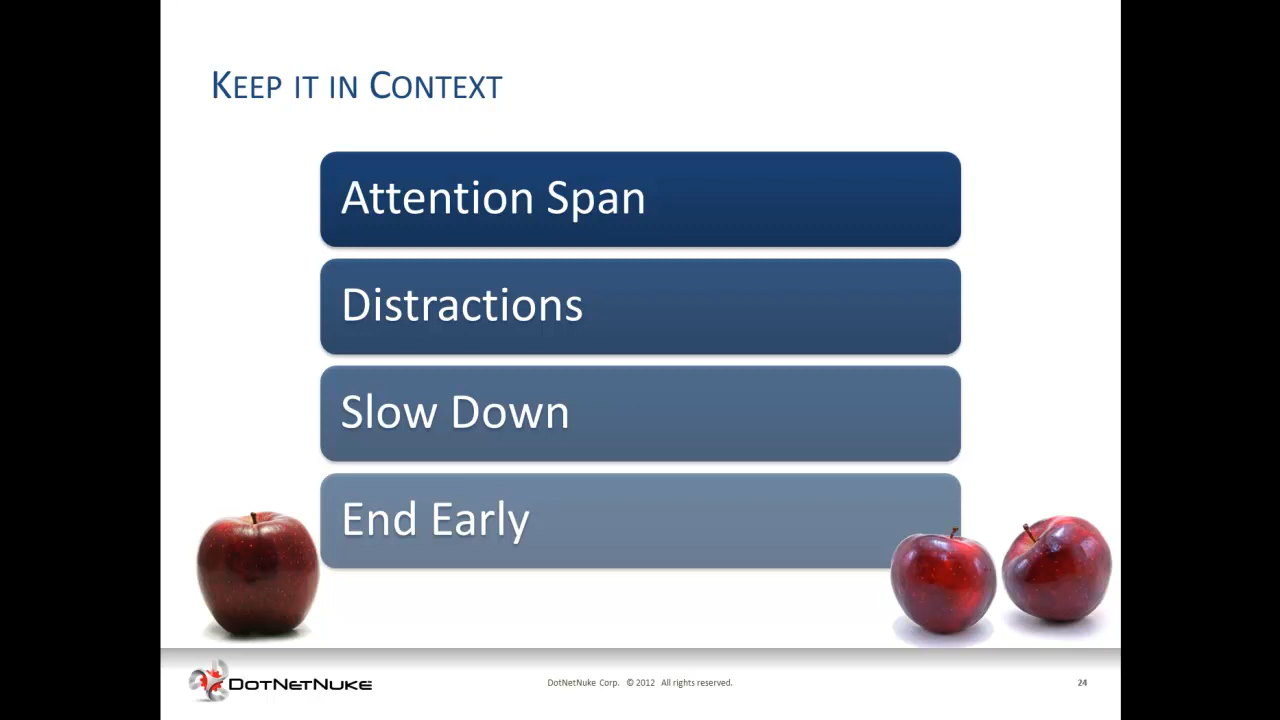 Keep it in Context
Attention Span
Distractions
Slow Down
End Early
DotNetNuke
DotNetNuke Corp. © 2012 All rights reserved.
24